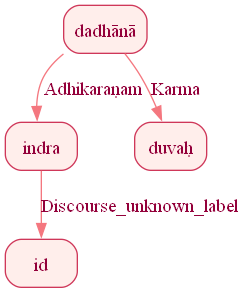 dadhānā
Adhikaraṇam Karma
indra duvaḥ
Discourse_unknown_label
id